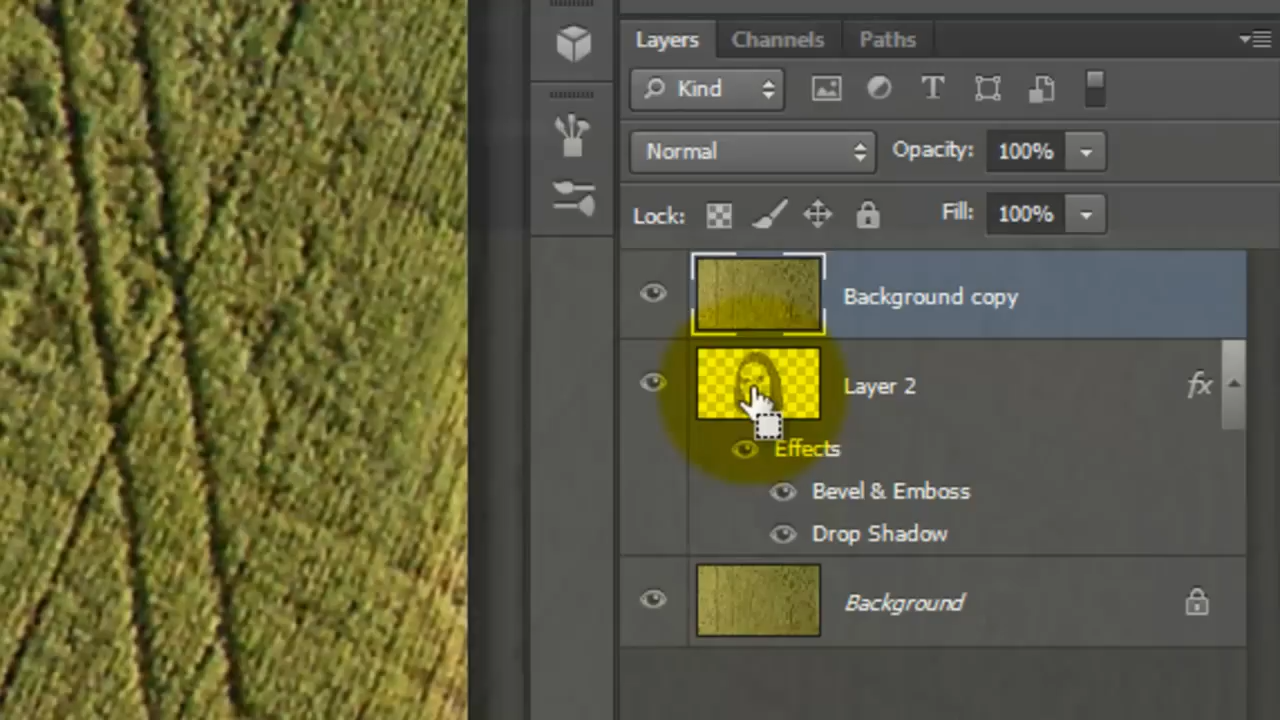 Layers Channels Paths
Kind
Normal Opacity: 100%
Lock: Fill: 100%
Background copy
Layer 2 fx
Effects
Bevel & Emboss
Drop Shadow
Background